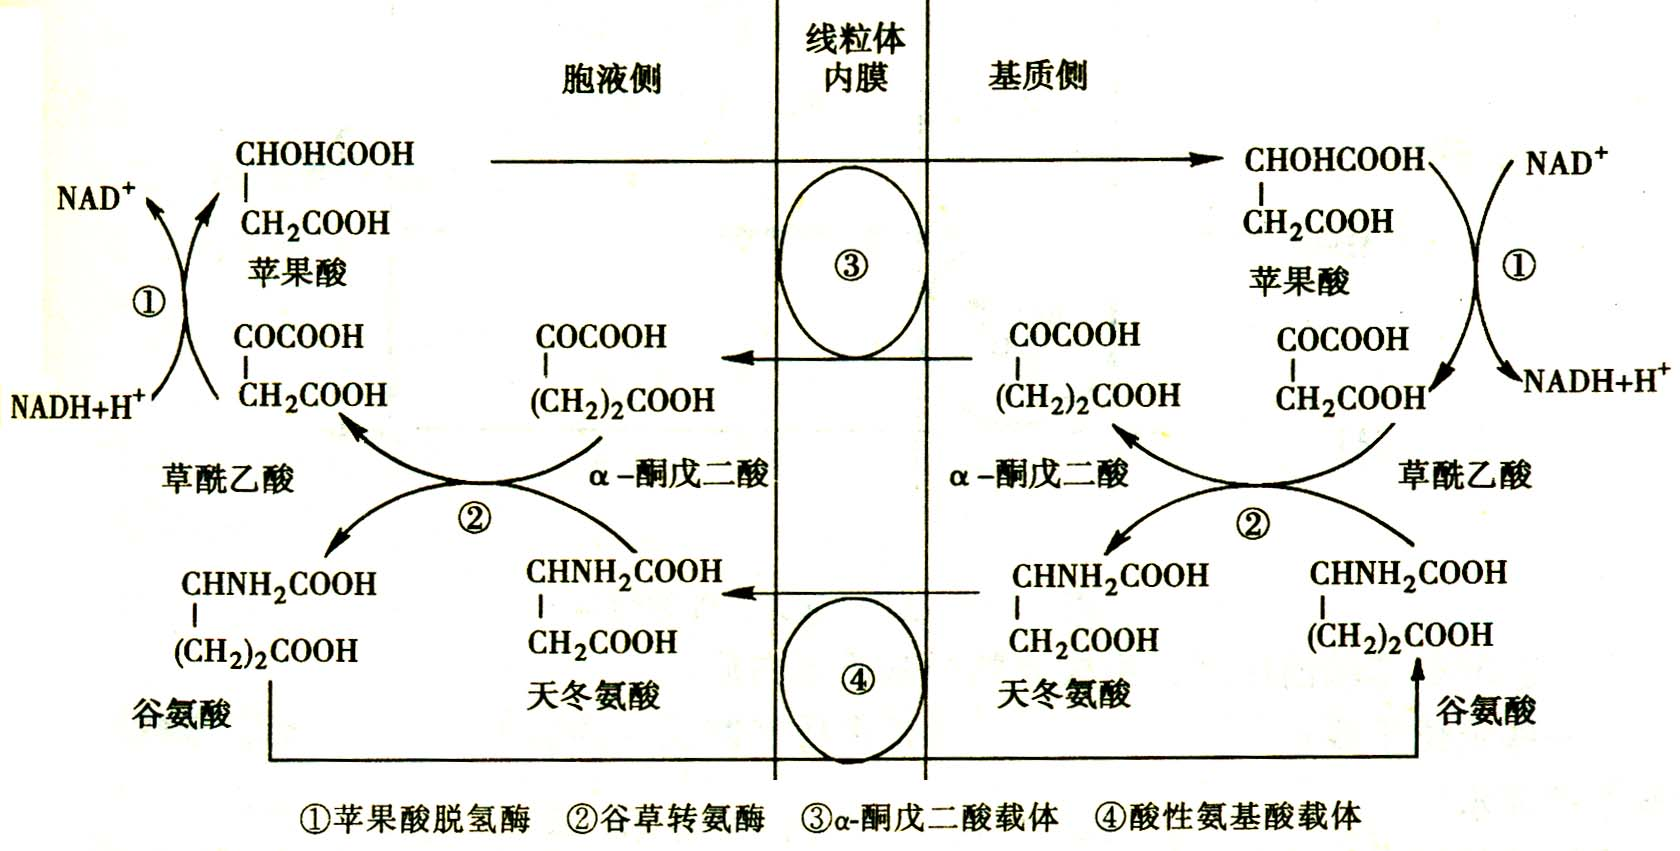 线粒体
内膜
胞液侧
基质侧
CHOHCOOH
CH₂COOH
苹果酸
NAD⁺
①
NADH+H⁺
COCOOH
CH₂COOH
草酰乙酸
COCOOH
(CH₂)₂COOH
α-酮戊二酸
②
CHNH₂COOH
(CH₂)₂COOH
谷氨酸
CHNH₂COOH
CH₂COOH
天冬氨酸
③
④
CHOHCOOH
CH₂COOH
苹果酸
NAD⁺
①
NADH+H⁺
COCOOH
(CH₂)₂COOH
α-酮戊二酸
COCOOH
CH₂COOH
草酰乙酸
②
CHNH₂COOH
CH₂COOH
天冬氨酸
CHNH₂COOH
(CH₂)₂COOH
谷氨酸
①苹果酸脱氢酶 ②谷草转氨酶 ③α-酮戊二酸载体 ④酸性氨基酸载体